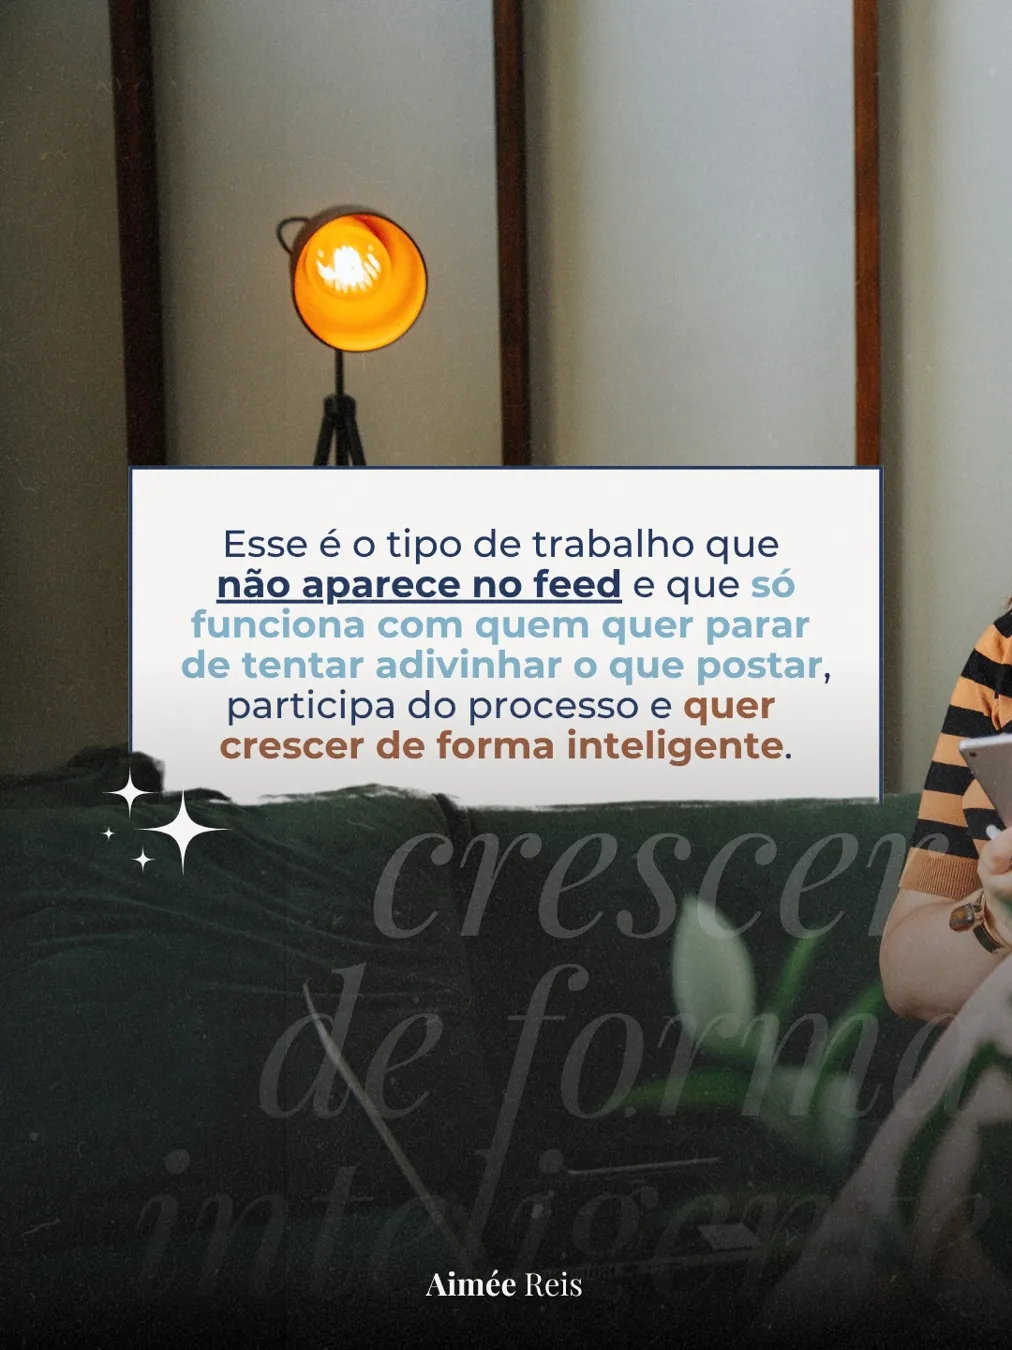 Esse é o tipo de trabalho que
não aparece no feed e que só
funciona com quem quer parar
de tentar adivinhar o que postar,
participa do processo e quer
crescer de forma inteligente.
crescer
de forma
inteligente
Aimée Reis